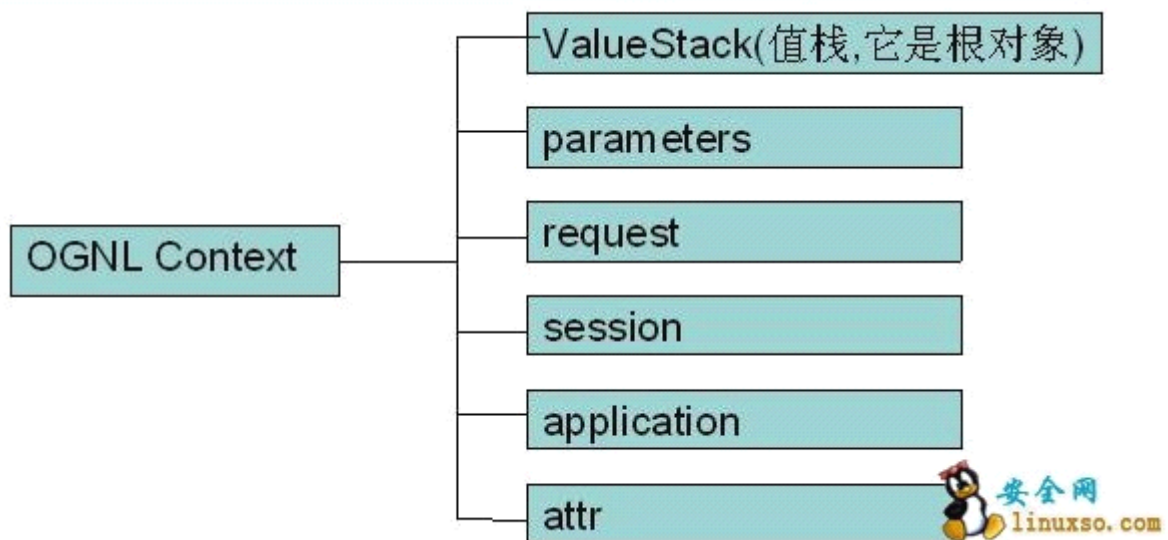 ValueStack(值栈,它是根对象)
parameters
request
OGNL Context
session
application
attr
安全网
linuxso.com